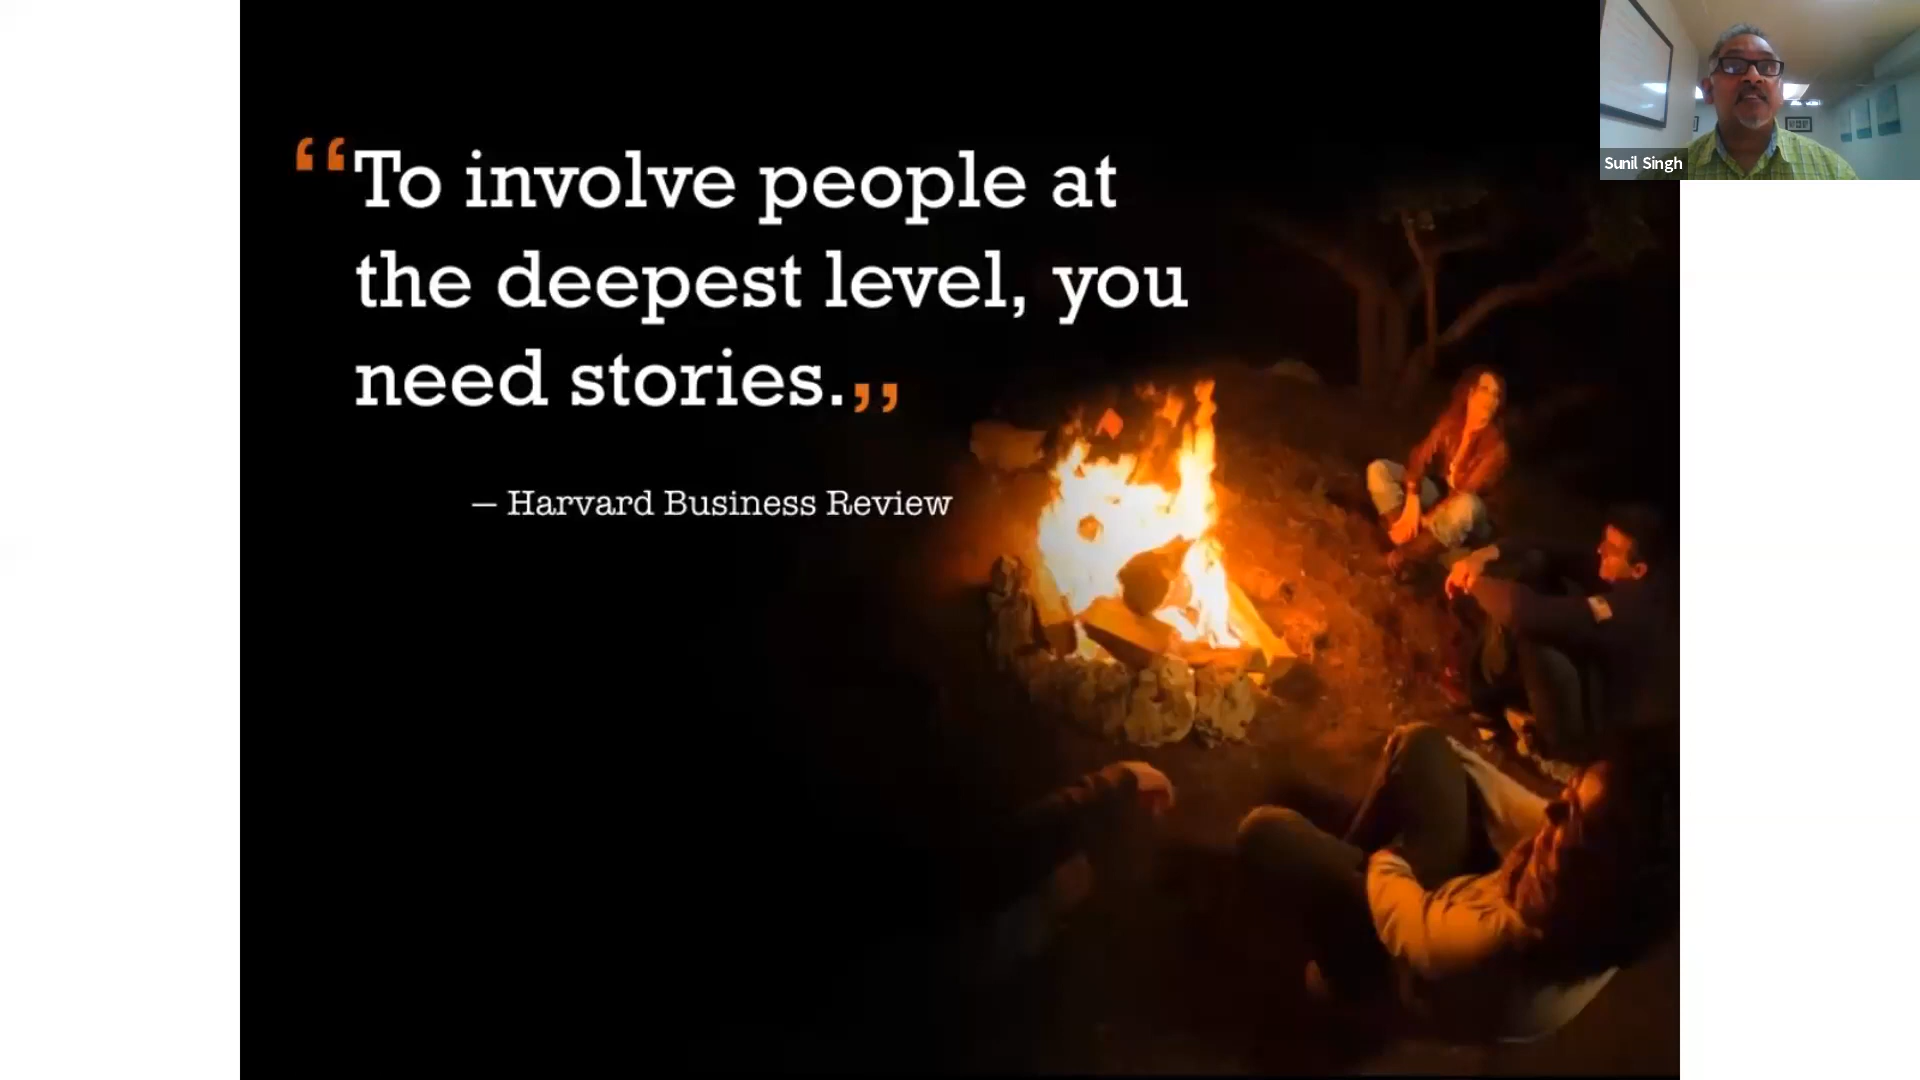 “To involve people at
the deepest level, you
need stories.”
— Harvard Business Review
Sunil Singh